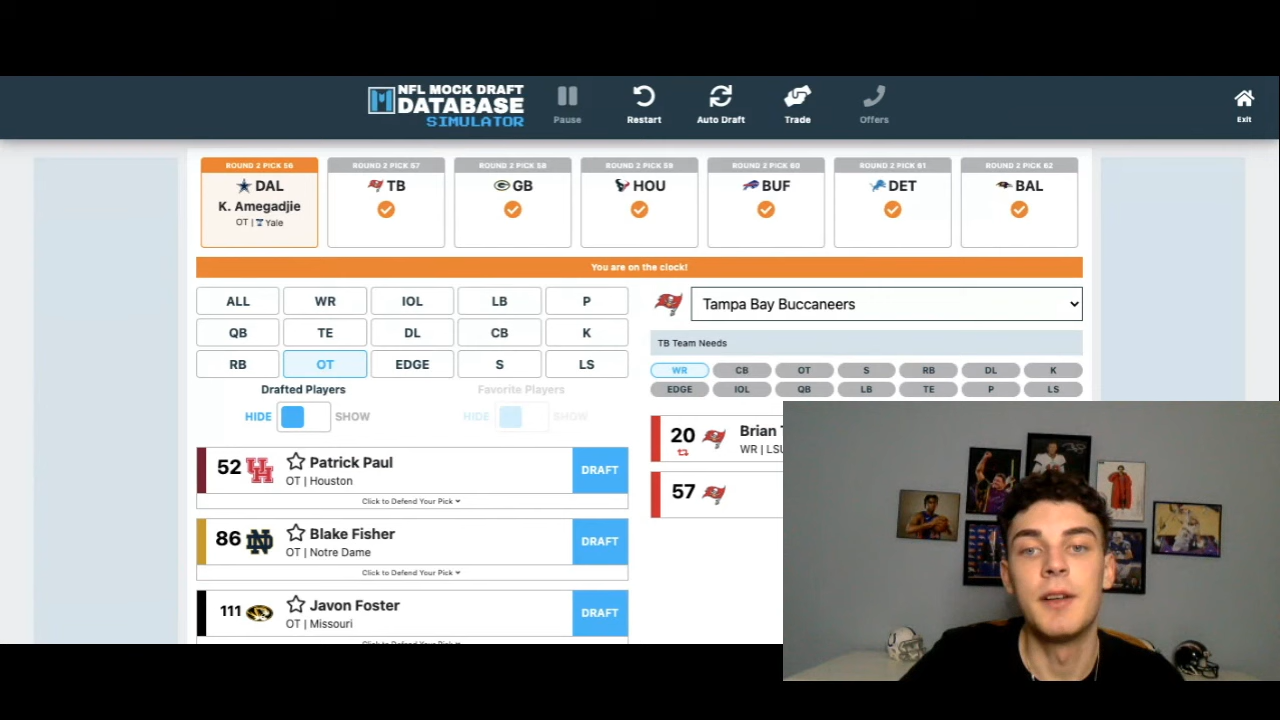 NFL MOCK DRAFT
DATABASE
SIMULATOR
Pause
Restart
Auto Draft
Trade
Offers
Exit
ROUND 2 PICK 56
DAL
K. Amegadjie
OT | Yale
ROUND 2 PICK 57
TB
ROUND 2 PICK 58
GB
ROUND 2 PICK 59
HOU
ROUND 2 PICK 60
BUF
ROUND 2 PICK 61
DET
ROUND 2 PICK 62
BAL
You are on the clock!
ALL WR IOL LB P
QB TE DL CB K
RB OT EDGE S LS
Drafted Players
HIDE SHOW
Favorite Players
HIDE SHOW
52 Patrick Paul
OT | Houston
DRAFT
Click to Defend Your Pick
86 Blake Fisher
OT | Notre Dame
DRAFT
Click to Defend Your Pick
111 Javon Foster
OT | Missouri
DRAFT
Click to Defend Your Pick
Tampa Bay Buccaneers
TB Team Needs
WR CB OT S RB DL K
EDGE IOL QB LB TE P LS
20 Brian
WR | LSU
57